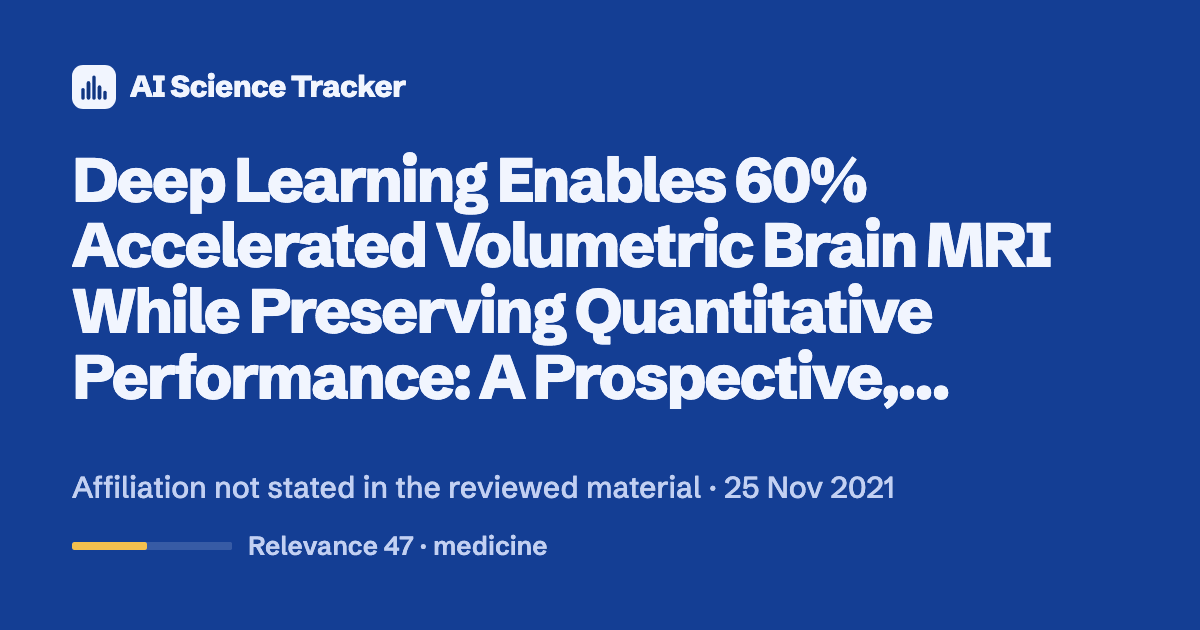 AI Science Tracker
Deep Learning Enables 60%
Accelerated Volumetric Brain MRI
While Preserving Quantitative
Performance: A Prospective,...
Affiliation not stated in the reviewed material · 25 Nov 2021
Relevance 47 · medicine